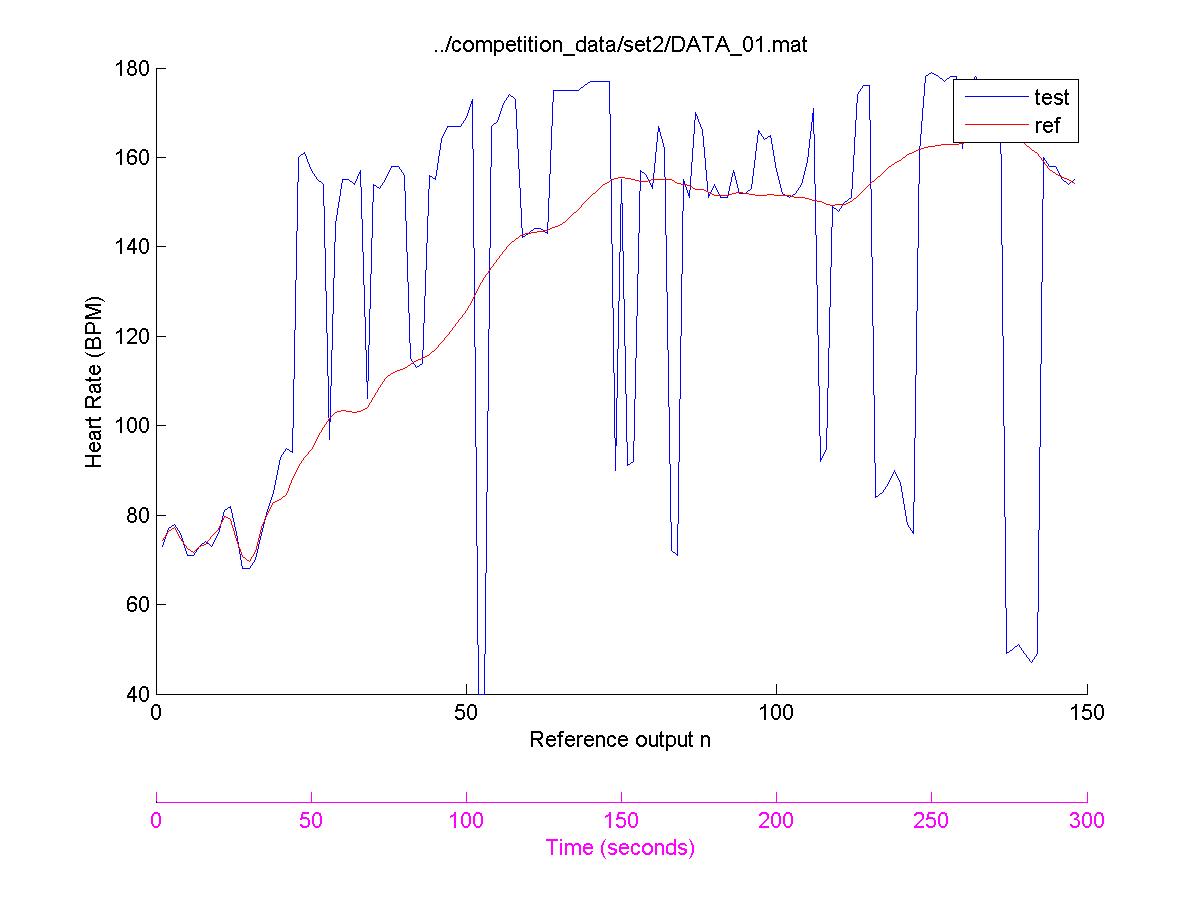 ../competition_data/set2/DATA_01.mat
180
160
140
120
100
80
60
40
Heart Rate (BPM)
test
ref
0 50 100 150
Reference output n
0 50 100 150 200 250 300
Time (seconds)